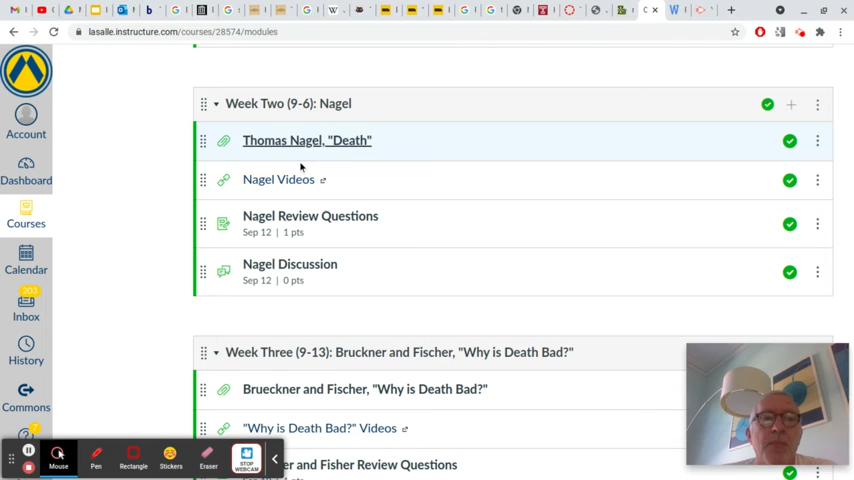 lasalle.instructure.com/courses/28574/modules
Week Two (9-6): Nagel
Account
Thomas Nagel, "Death"
Dashboard
Nagel Videos
Courses
Nagel Review Questions
Sep 12 | 1 pts
Calendar
Nagel Discussion
Sep 12 | 0 pts
203
Inbox
History
Week Three (9-13): Bruckner and Fischer, "Why is Death Bad?"
Brueckner and Fischer, "Why is Death Bad?"
Commons
7
"Why is Death Bad?" Videos
Mouse
Pen
Rectangle
Stickers
Eraser
STOP
WEBCAM
er and Fisher Review Questions